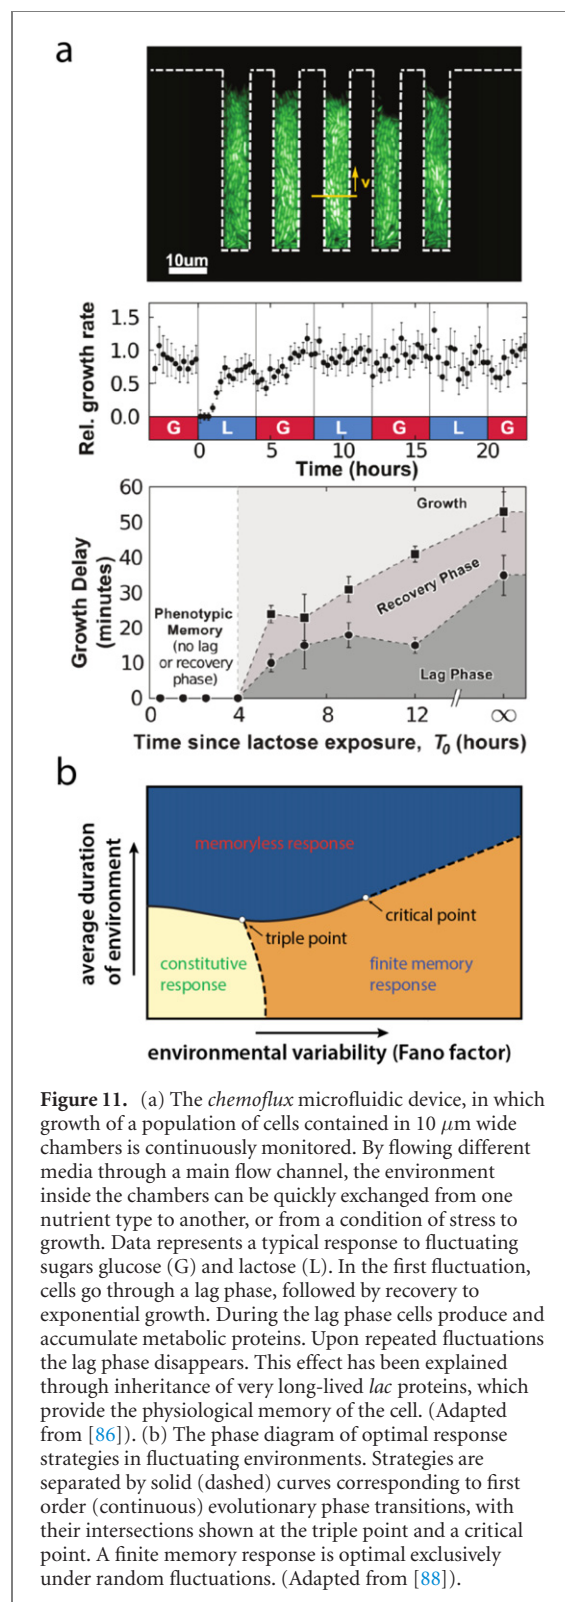 a
v
10um
Rel. growth rate
1.5
1.0
0.5
0.0
G L G L G L G
0 5 10 15 20
Time (hours)
Growth Delay
(minutes)
60
50
40
30
20
10
0
Growth
Recovery Phase
Phenotypic
Memory
(no lag
or recovery
phase)
Lag Phase
0 4 8 12 ∞
Time since lactose exposure, T₀ (hours)
b
average duration
of environment
memoryless response
critical point
triple point
constitutive
response
finite memory
response
environmental variability (Fano factor)
Figure 11. (a) The chemoflux microfluidic device, in which
growth of a population of cells contained in 10 μm wide
chambers is continuously monitored. By flowing different
media through a main flow channel, the environment
inside the chambers can be quickly exchanged from one
nutrient type to another, or from a condition of stress to
growth. Data represents a typical response to fluctuating
sugars glucose (G) and lactose (L). In the first fluctuation,
cells go through a lag phase, followed by recovery to
exponential growth. During the lag phase cells produce and
accumulate metabolic proteins. Upon repeated fluctuations
the lag phase disappears. This effect has been explained
through inheritance of very long-lived lac proteins, which
provide the physiological memory of the cell. (Adapted
from [86]). (b) The phase diagram of optimal response
strategies in fluctuating environments. Strategies are
separated by solid (dashed) curves corresponding to first
order (continuous) evolutionary phase transitions, with
their intersections shown at the triple point and a critical
point. A finite memory response is optimal exclusively
under random fluctuations. (Adapted from [88]).